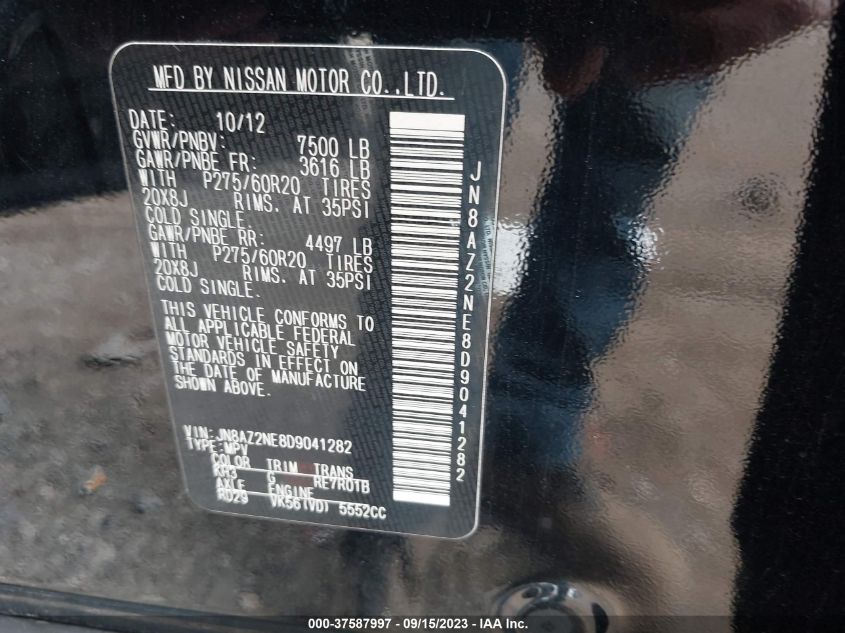 MFD BY NISSAN MOTOR CO.,LTD.
DATE: 10/12
GVWR/PNBV: 7500 LB
GAWR/PNBE FR: 3616 LB
WITH P275/60R20 TIRES
20X8J RIMS. AT 35PSI
COLD SINGLE.
GAWR/PNBE RR: 4497 LB
WITH P275/60R20 TIRES
20X8J RIMS. AT 35PSI
COLD SINGLE.
THIS VEHICLE CONFORMS TO
ALL APPLICABLE FEDERAL
MOTOR VEHICLE SAFETY
STANDARDS IN EFFECT ON
THE DATE OF MANUFACTURE
SHOWN ABOVE.
VIN: JN8AZ2NE8D9041282
TYPE: MPV
COLOR TRIM TRANS
KH3 G RE7R01B
AXLE ENGINE
RD29 VK56(VD) 5552CC
JN8AZ2NE8D9041282
000-37587997 - 09/15/2023 - IAA Inc.